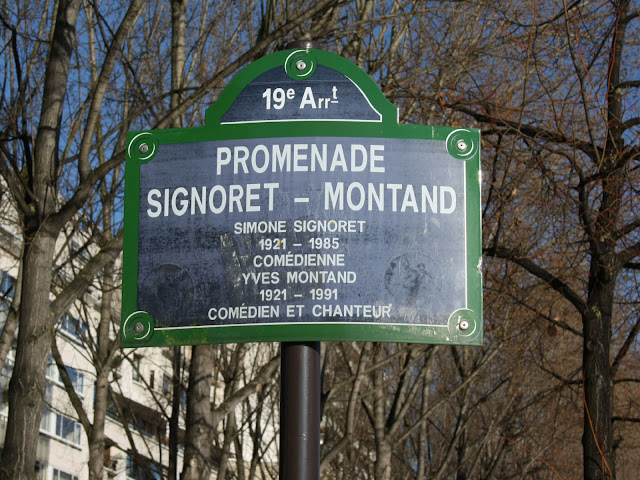 19e Arrt
PROMENADE
SIGNORET – MONTAND
SIMONE SIGNORET
1921 – 1985
COMÉDIENNE
YVES MONTAND
1921 – 1991
COMÉDIEN ET CHANTEUR